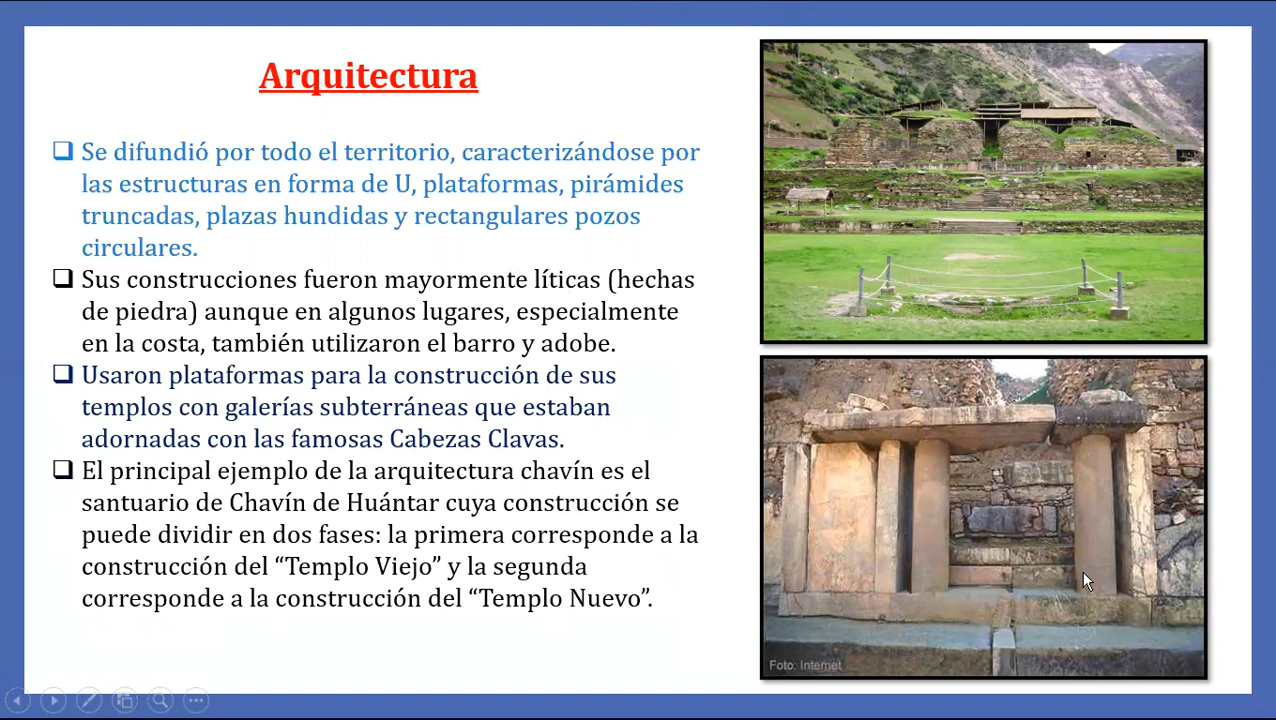 Arquitectura
Se difundió por todo el territorio, caracterizándose por
las estructuras en forma de U, plataformas, pirámides
truncadas, plazas hundidas y rectangulares pozos
circulares.
Sus construcciones fueron mayormente líticas (hechas
de piedra) aunque en algunos lugares, especialmente
en la costa, también utilizaron el barro y adobe.
Usaron plataformas para la construcción de sus
templos con galerías subterráneas que estaban
adornadas con las famosas Cabezas Clavas.
El principal ejemplo de la arquitectura chavín es el
santuario de Chavín de Huántar cuya construcción se
puede dividir en dos fases: la primera corresponde a la
construcción del “Templo Viejo” y la segunda
corresponde a la construcción del “Templo Nuevo”.
Foto: Internet